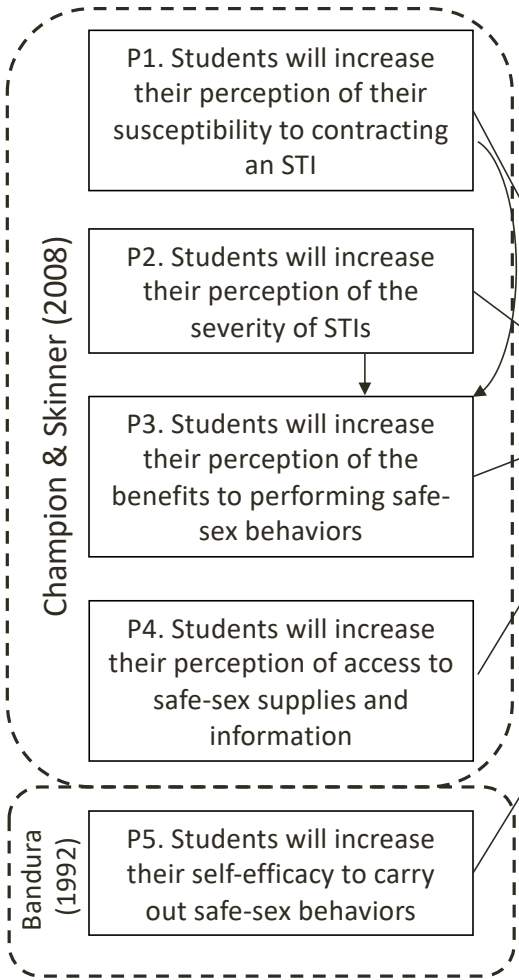 P1. Students will increase
their perception of their
susceptibility to contracting
an STI
Champion & Skinner (2008)
P2. Students will increase
their perception of the
severity of STIs
P3. Students will increase
their perception of the
benefits to performing safe-
sex behaviors
P4. Students will increase
their perception of access to
safe-sex supplies and
information
Bandura
(1992)
P5. Students will increase
their self-efficacy to carry
out safe-sex behaviors